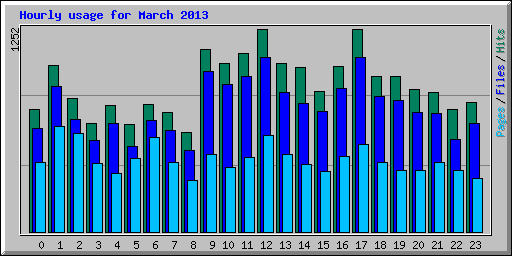 Hourly usage for March 2013
1252
Pages / Files / Hits
0 1 2 3 4 5 6 7 8 9 10 11 12 13 14 15 16 17 18 19 20 21 22 23